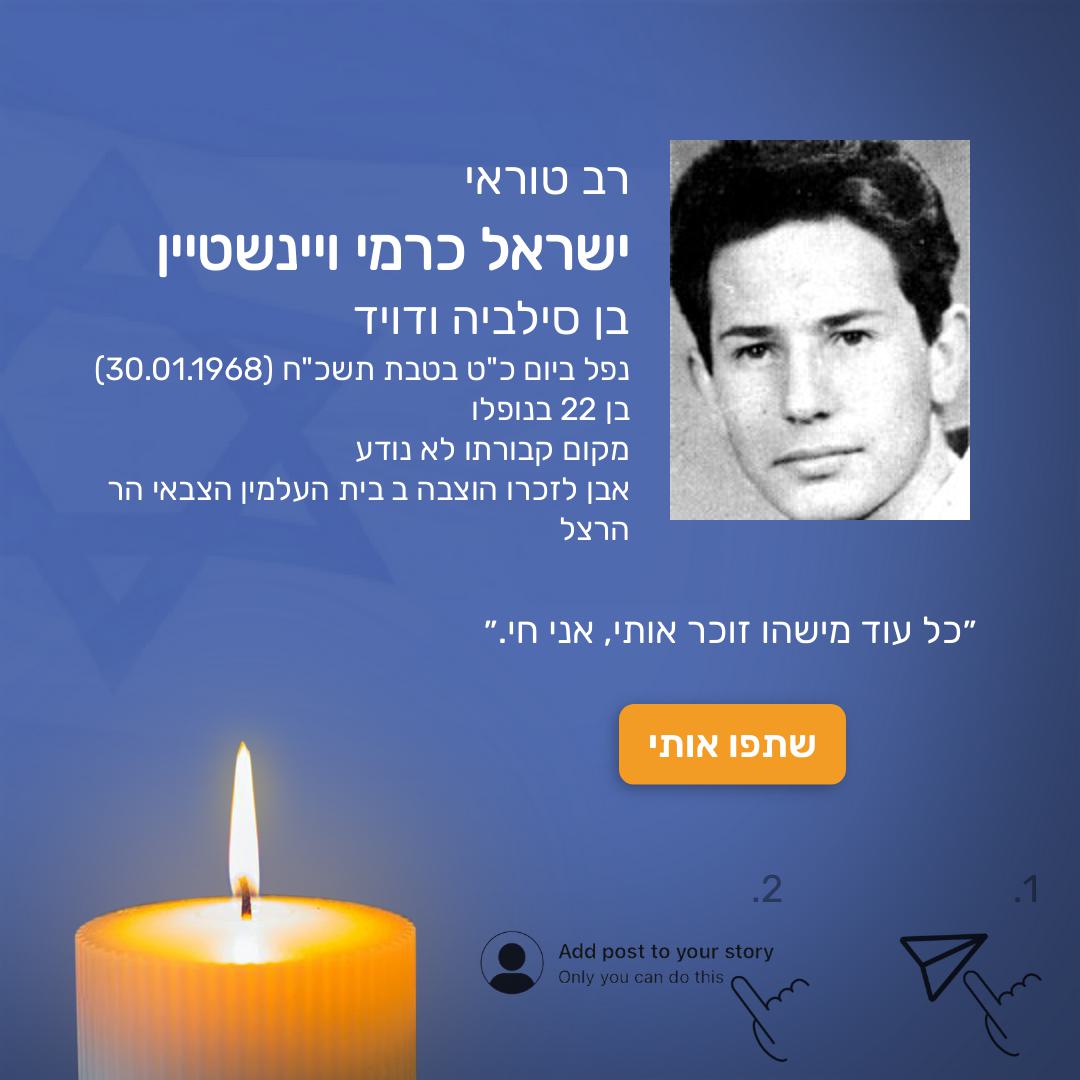 רב טוראי
ישראל כרמי ויינשטיין
בן סילביה ודויד
נפל ביום כ"ט בטבת תשכ"ח (30.01.1968)
בן 22 בנופלו
מקום קבורתו לא נודע
אבן לזכרו הוצבה ב בית העלמין הצבאי הר
הרצל
״כל עוד מישהו זוכר אותי, אני חי.״
שתפו אותי
.1
.2
Add post to your story
Only you can do this